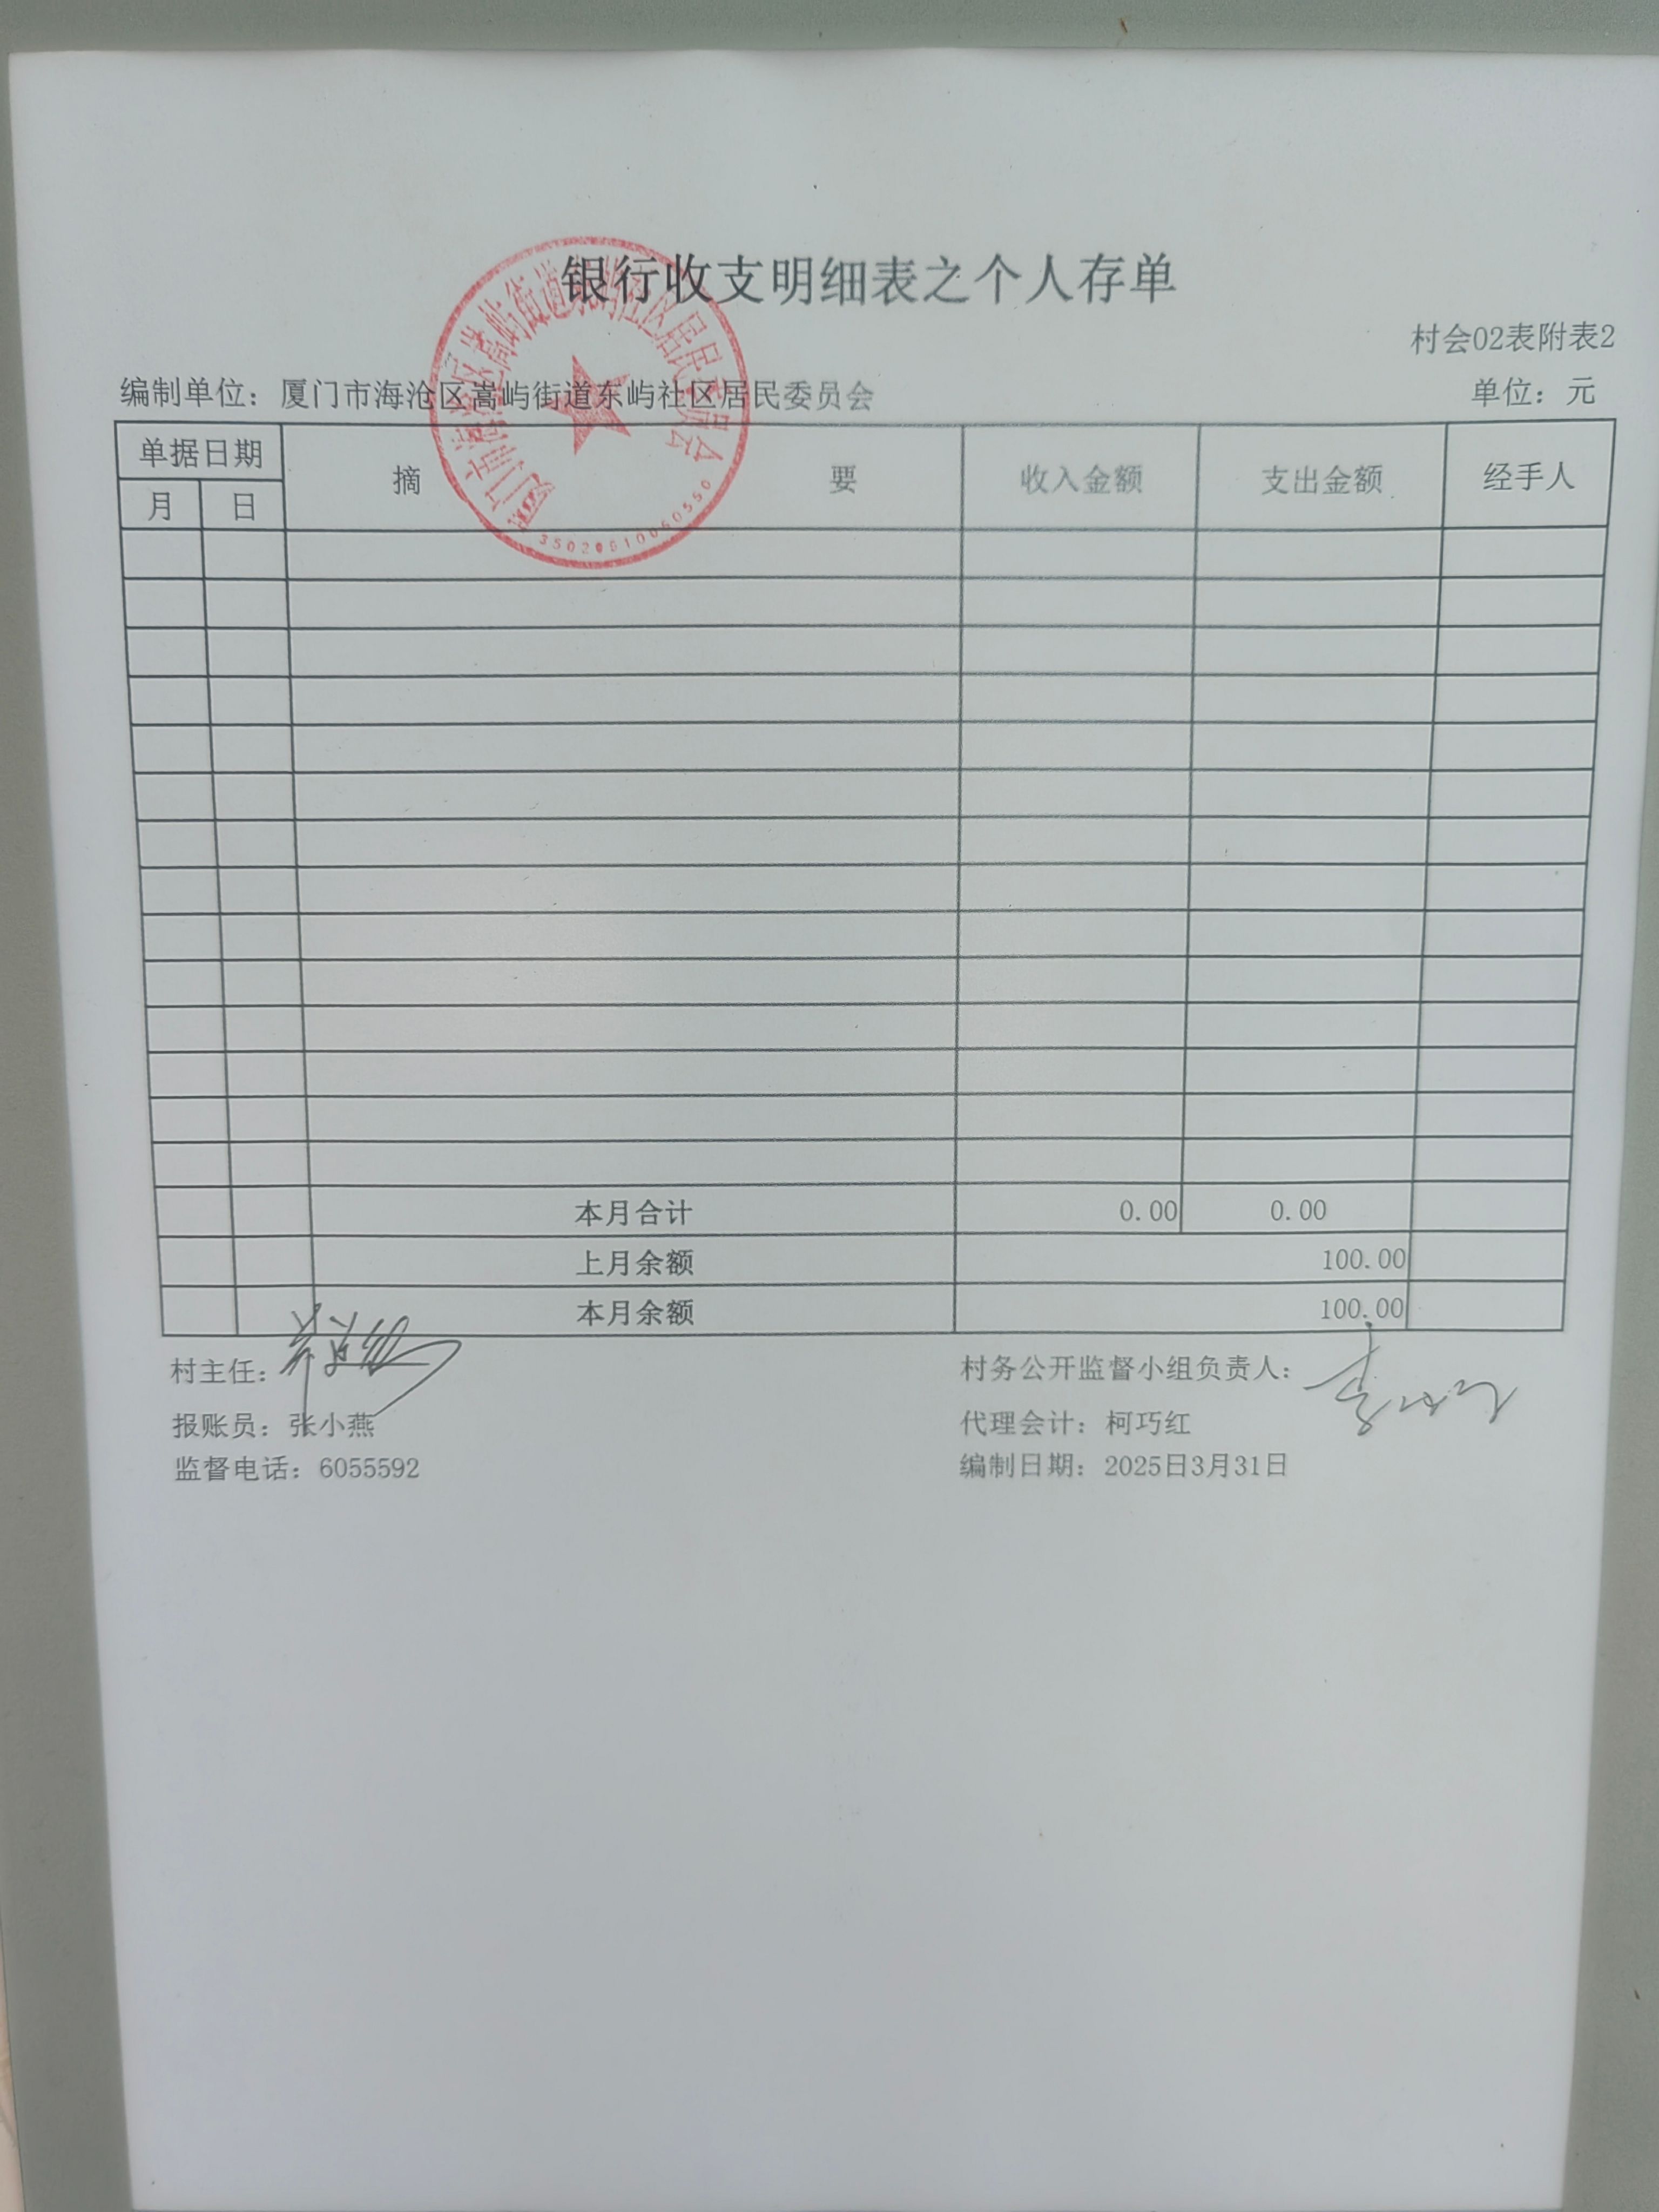 银行收支明细表之个人存单
村会02表附表2
编制单位：厦门市海沧区嵩屿街道东屿社区居民委员会 单位：元
单据日期 摘 要 收入金额 支出金额 经手人
月 日
本月合计 0.00 0.00
上月余额 100.00
本月余额 100.00
村主任： 村务公开监督小组负责人：
报账员：张小燕 代理会计：柯巧红
监督电话：6055592 编制日期：2025日3月31日